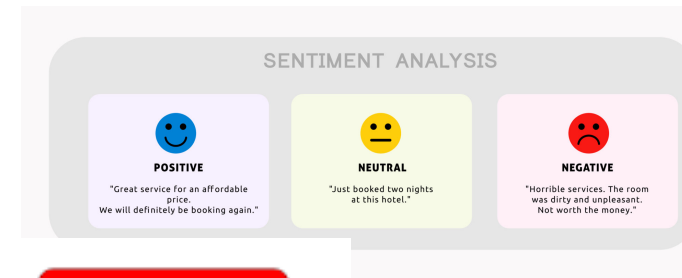 SENTIMENT ANALYSIS
POSITIVE
"Great service for an affordable
price.
We will definitely be booking again."
NEUTRAL
"Just booked two nights
at this hotel."
NEGATIVE
"Horrible services. The room
was dirty and unpleasant.
Not worth the money."